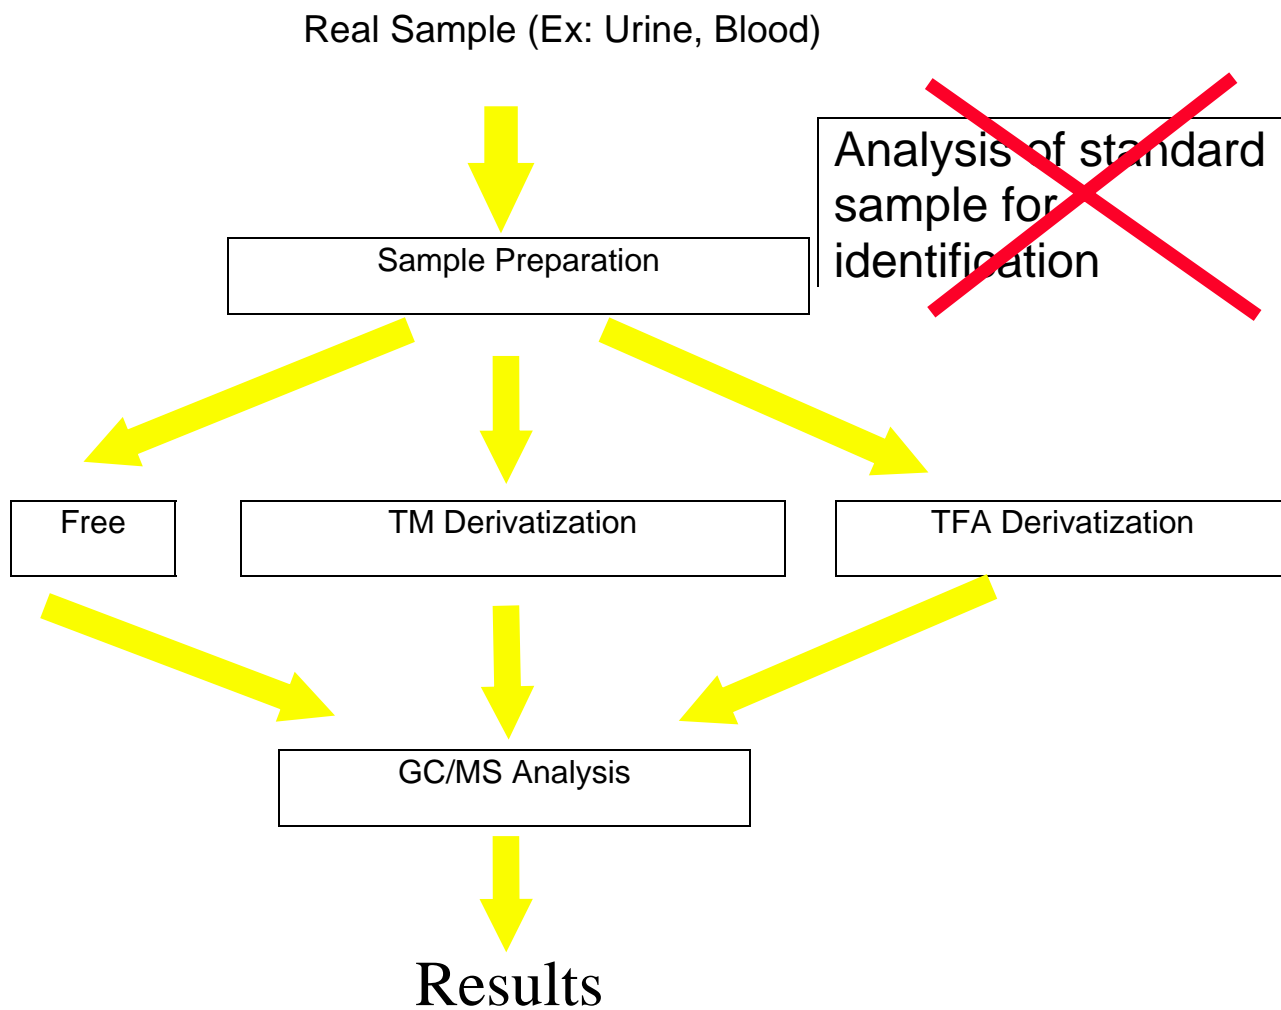 Real Sample (Ex: Urine, Blood)
Analysis of standard
sample for
identification
Sample Preparation
Free
TM Derivatization
TFA Derivatization
GC/MS Analysis
Results